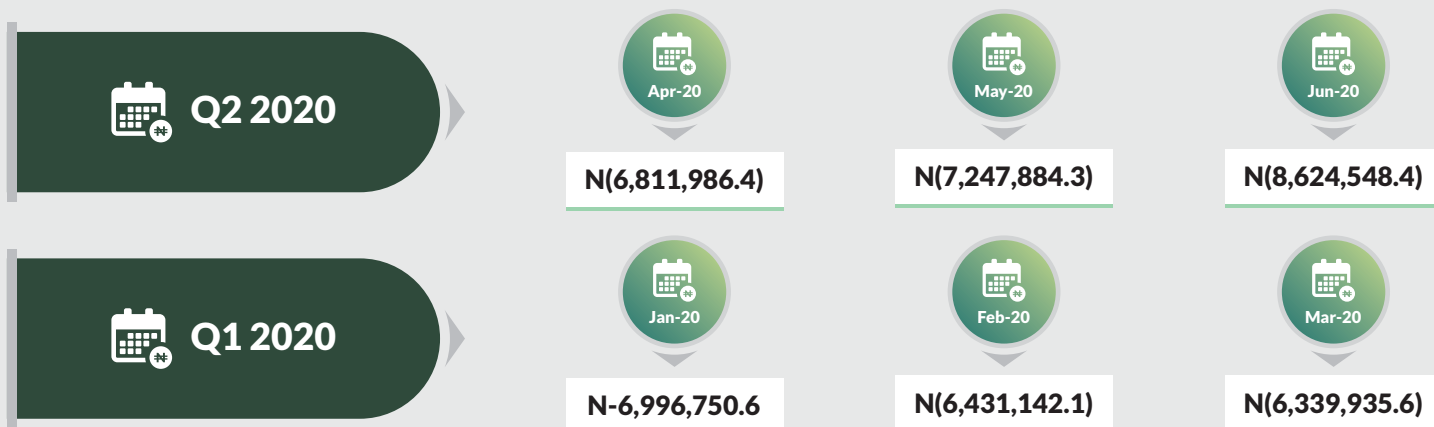 Q2 2020
Apr-20
May-20
Jun-20
N(6,811,986.4)
N(7,247,884.3)
N(8,624,548.4)
Q1 2020
Jan-20
Feb-20
Mar-20
N-6,996,750.6
N(6,431,142.1)
N(6,339,935.6)